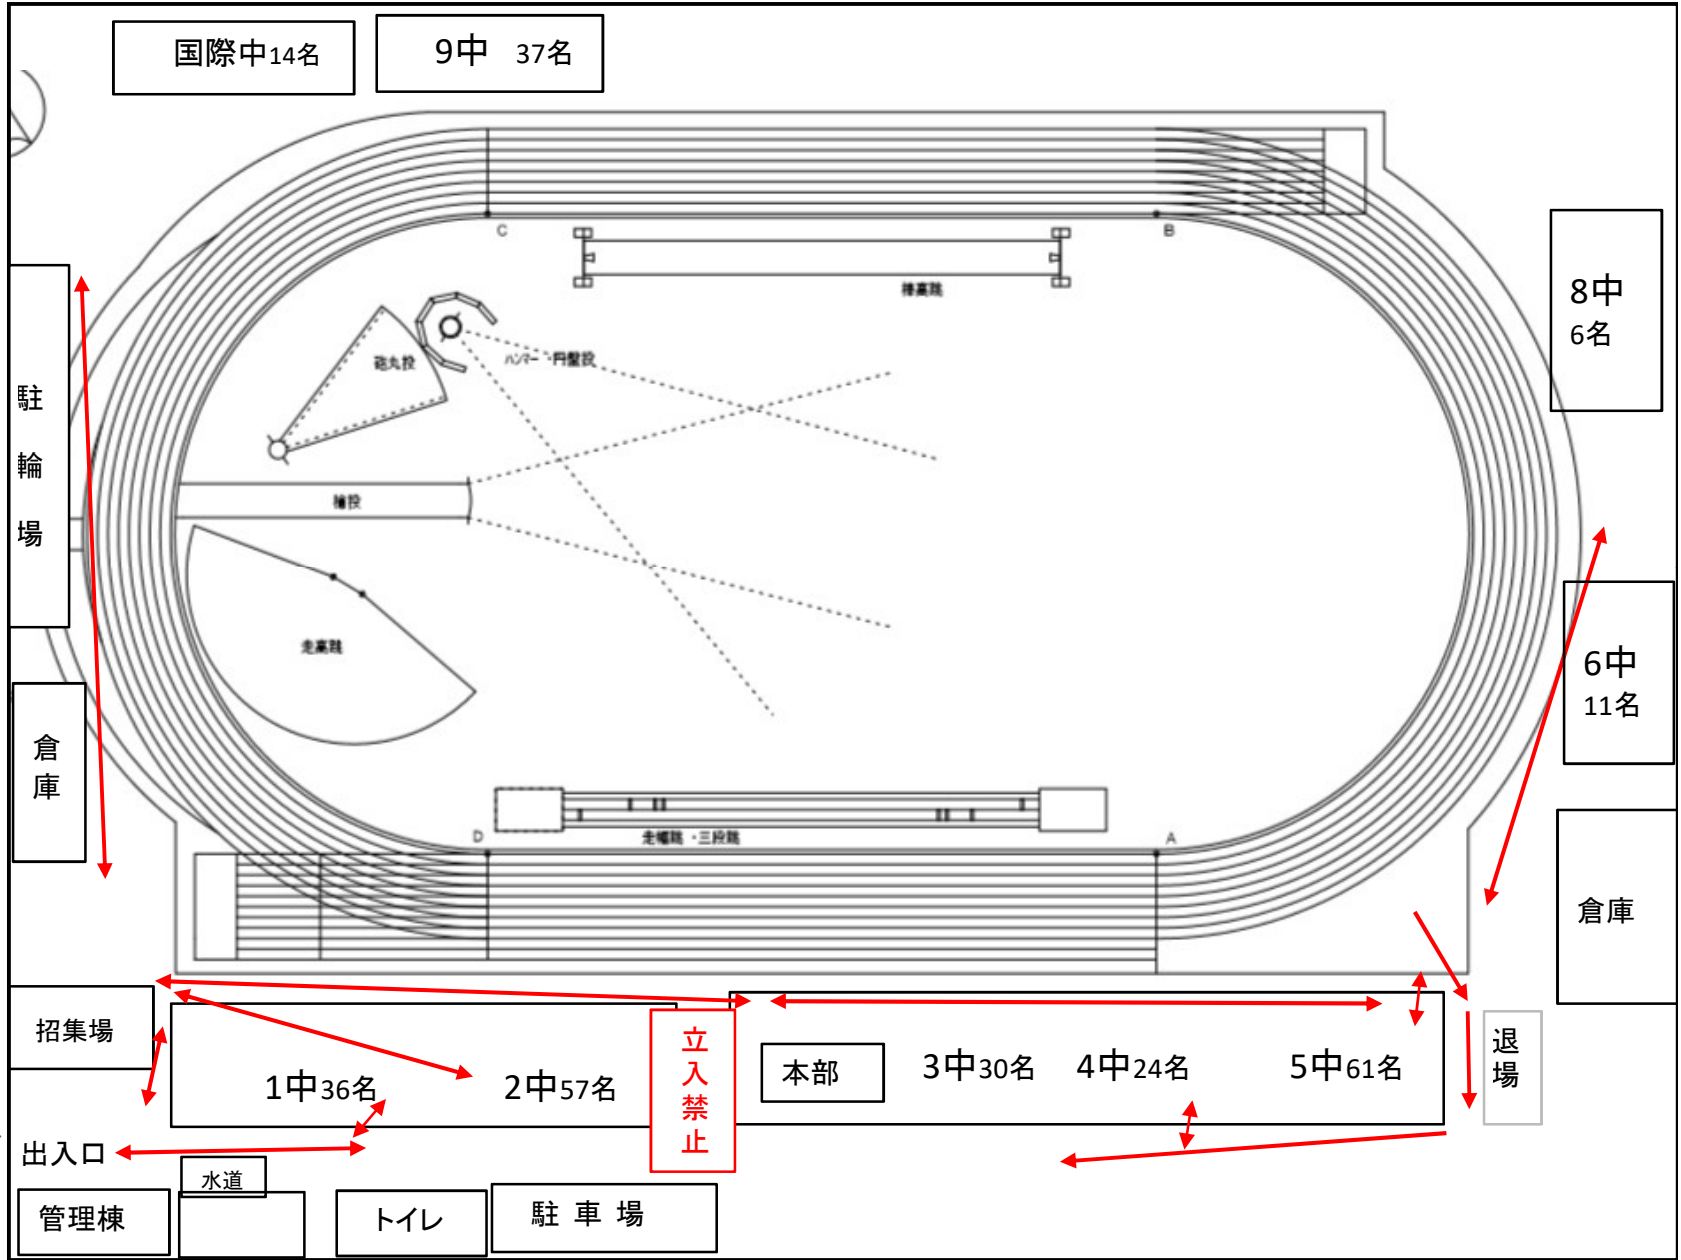 国際中14名
9中 37名
C
B
棒高跳
8中
6名
砲丸投
ハンマー・円盤投
駐輪場
槍投
走高跳
6中
11名
倉庫
D
走幅跳・三段跳
A
倉庫
招集場
1中36名
2中57名
立入禁止
本部
3中30名
4中24名
5中61名
退場
出入口
水道
管理棟
トイレ
駐車場